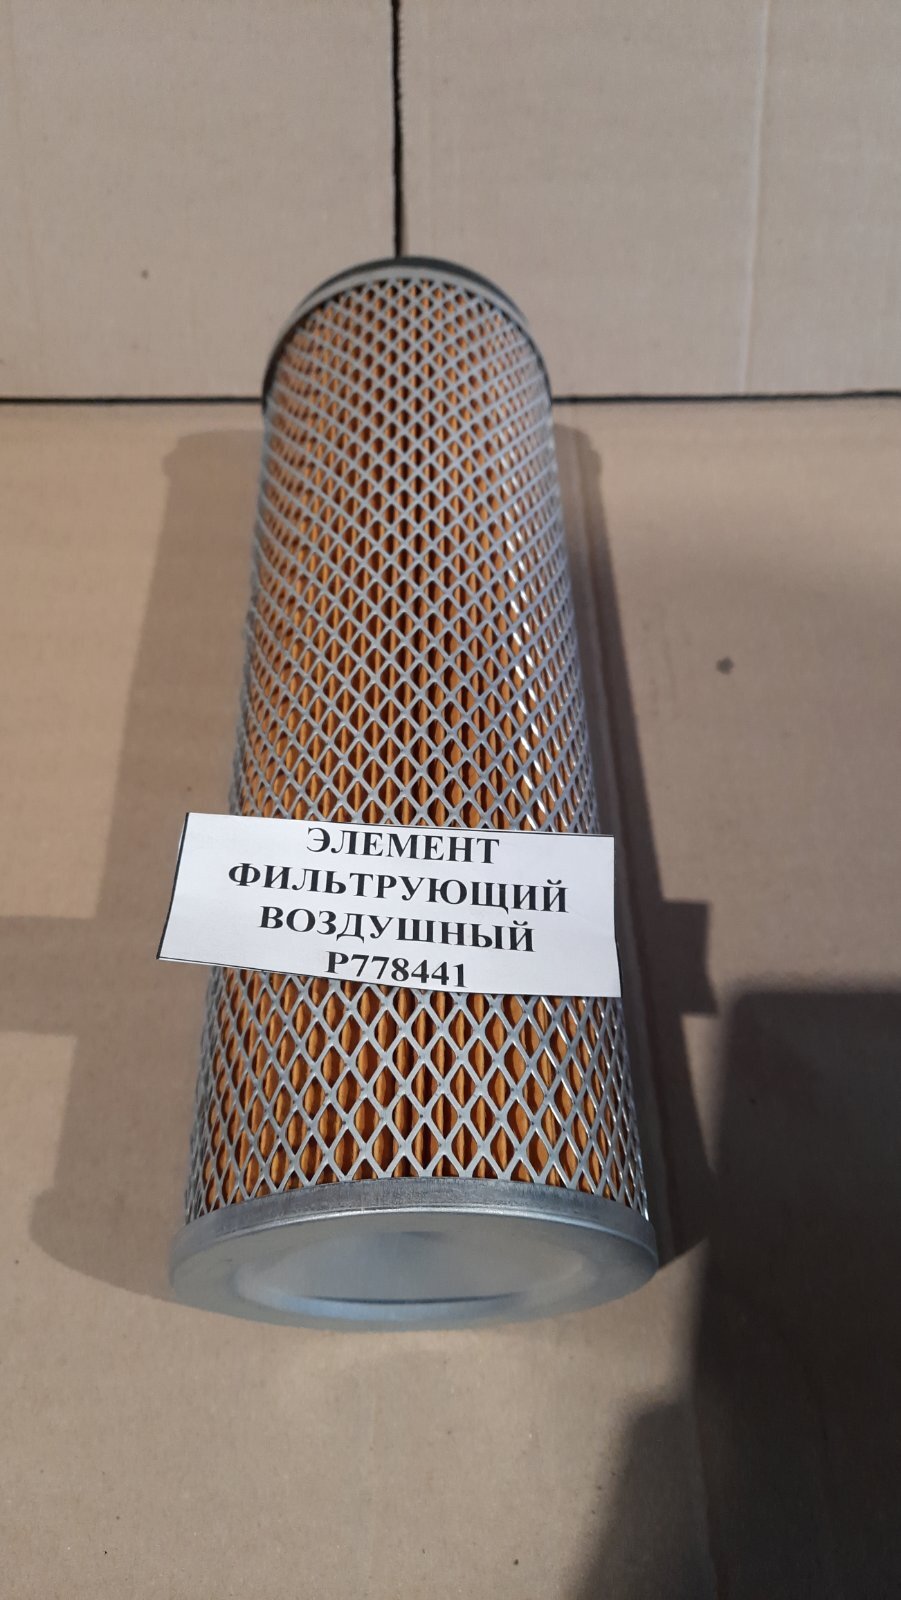 ЭЛЕМЕНТ
ФИЛЬТРУЮЩИЙ
ВОЗДУШНЫЙ
P778441